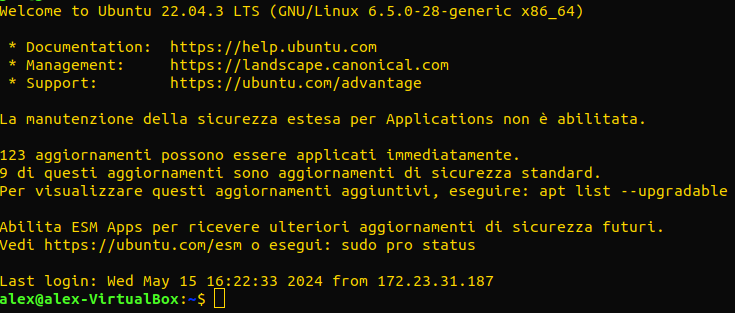 Welcome to Ubuntu 22.04.3 LTS (GNU/Linux 6.5.0-28-generic x86_64)
* Documentation: https://help.ubuntu.com
* Management: https://landscape.canonical.com
* Support: https://ubuntu.com/advantage
La manutenzione della sicurezza estesa per Applications non è abilitata.
123 aggiornamenti possono essere applicati immediatamente.
9 di questi aggiornamenti sono aggiornamenti di sicurezza standard.
Per visualizzare questi aggiornamenti aggiuntivi, eseguire: apt list --upgradable
Abilita ESM Apps per ricevere ulteriori aggiornamenti di sicurezza futuri.
Vedi https://ubuntu.com/esm o esegui: sudo pro status
Last login: Wed May 15 16:22:33 2024 from 172.23.31.187
alex@alex-VirtualBox:~$